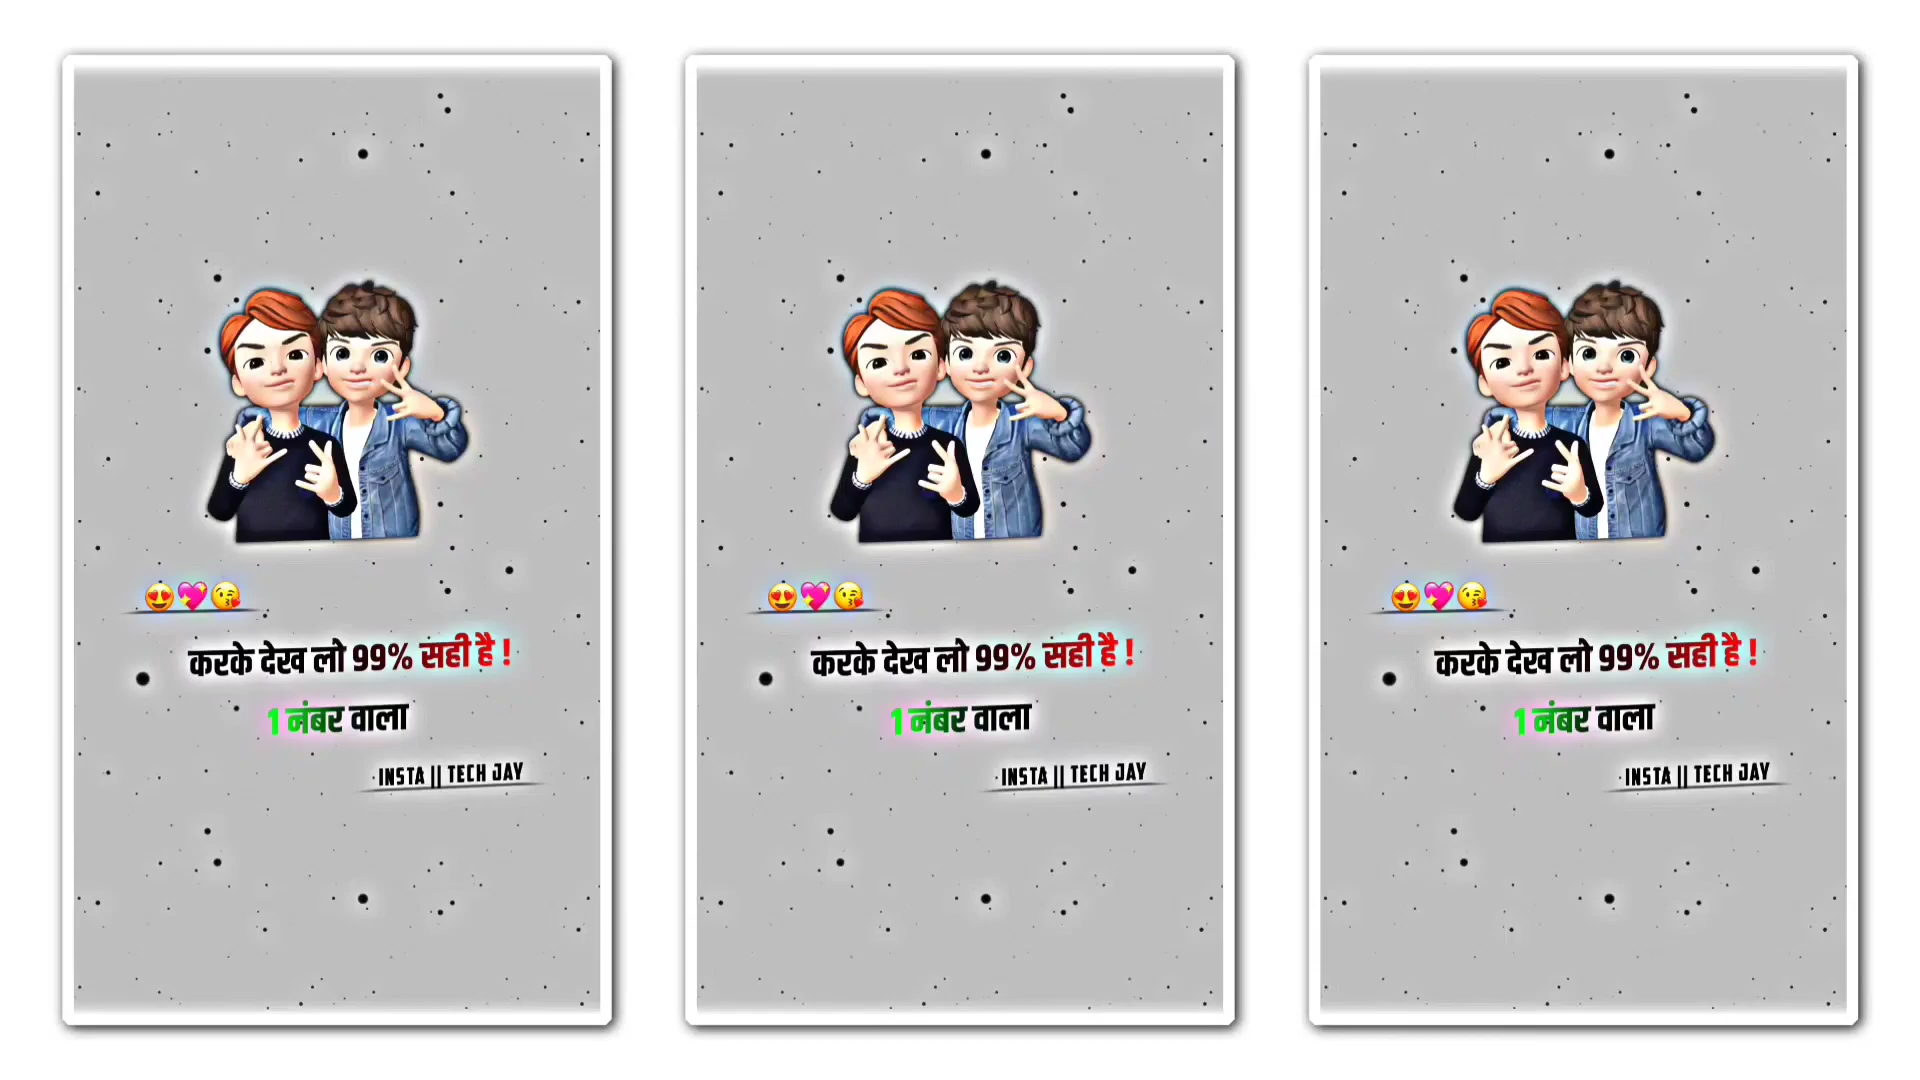 😍💖😘
करके देख लो 99% सही है !
1 नंबर वाला
INSTA || TECH JAY
😍💖😘
करके देख लो 99% सही है !
1 नंबर वाला
INSTA || TECH JAY
😍💖😘
करके देख लो 99% सही है !
1 नंबर वाला
INSTA || TECH JAY